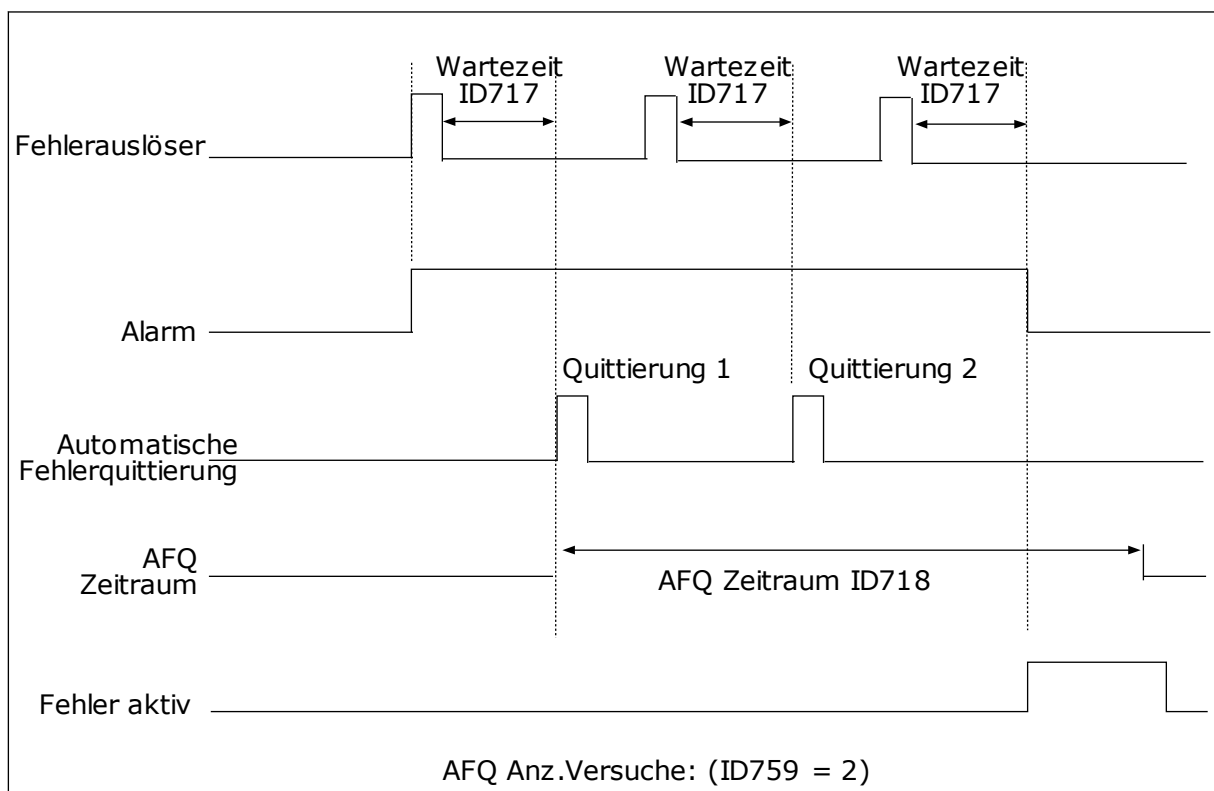 Wartezeit
ID717
Wartezeit
ID717
Wartezeit
ID717
Fehlerauslöser
Alarm
Quittierung 1
Quittierung 2
Automatische
Fehlerquittierung
AFQ
Zeitraum
AFQ Zeitraum ID718
Fehler aktiv
AFQ Anz.Versuche: (ID759 = 2)